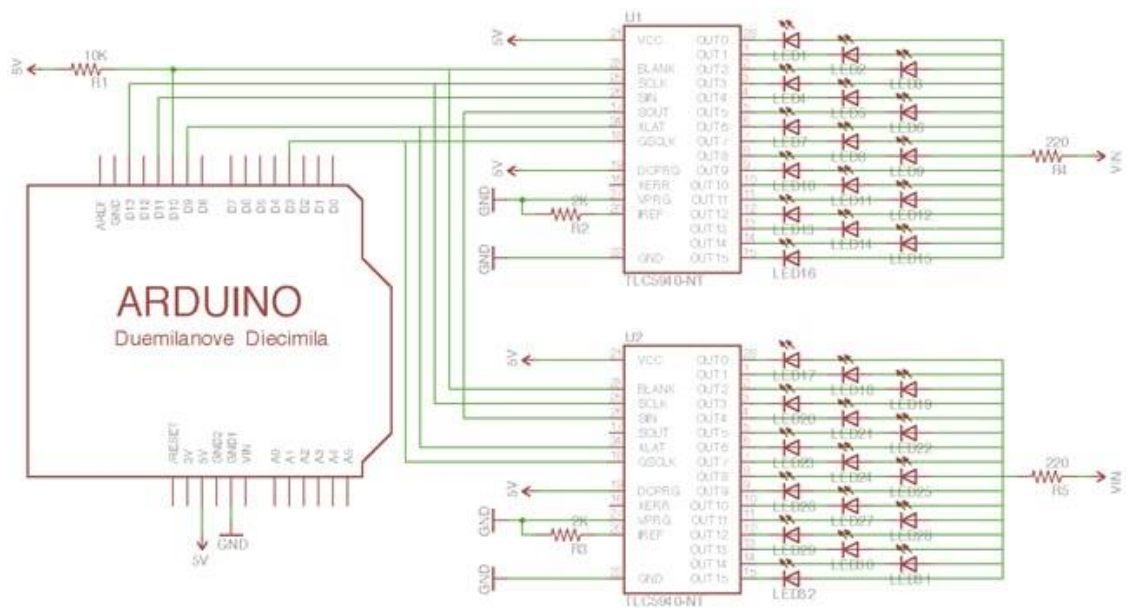 5V
10K
R1
AREF
GND
D13
D12
D11
D10
D9
D8
D7
D6
D5
D4
D3
D2
D1
D0
ARDUINO
Duemilanove Diecimila
/RESET
3V
5V
GND2
GND1
VIN
A0
A1
A2
A3
A4
A5
5V
GND
U1
5V
VCC
BLANK
SCLK
SIN
SOUT
XLAT
GSCLK
5V
DCPRG
XERR
VPRG
IREF
GND
2K
R2
GND
GND
TLC5940-NT
OUT0
OUT1
OUT2
OUT3
OUT4
OUT5
OUT6
OUT7
OUT8
OUT9
OUT10
OUT11
OUT12
OUT13
OUT14
OUT15
LED1
LED2
LED3
LED4
LED5
LED6
LED7
LED8
LED9
LED10
LED11
LED12
LED13
LED14
LED15
LED16
220
R4
VIN
U2
5V
VCC
BLANK
SCLK
SIN
SOUT
XLAT
GSCLK
5V
DCPRG
XERR
VPRG
IREF
GND
2K
R3
GND
GND
TLC5940-NT
OUT0
OUT1
OUT2
OUT3
OUT4
OUT5
OUT6
OUT7
OUT8
OUT9
OUT10
OUT11
OUT12
OUT13
OUT14
OUT15
LED17
LED18
LED19
LED20
LED21
LED22
LED23
LED24
LED25
LED26
LED27
LED28
LED29
LED30
LED31
LED32
220
R5
VIN